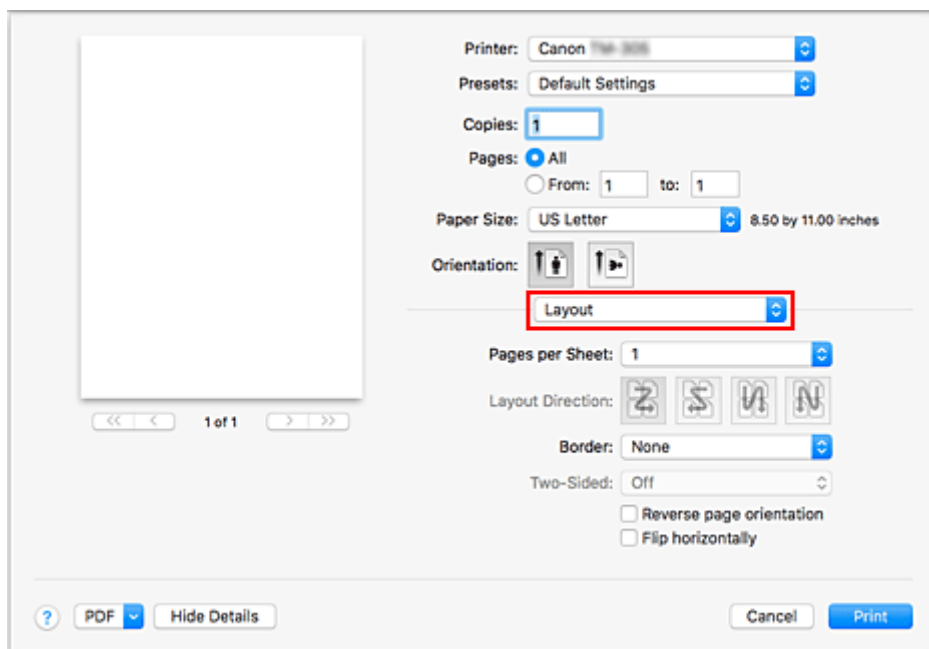 Printer: Canon
Presets: Default Settings
Copies: 1
Pages: All
From: 1 to: 1
Paper Size: US Letter 8.50 by 11.00 inches
Orientation:
Layout
Pages per Sheet: 1
Layout Direction:
Border: None
Two-Sided: Off
Reverse page orientation
Flip horizontally
<< < 1 of 1 > >>
? PDF Hide Details Cancel Print